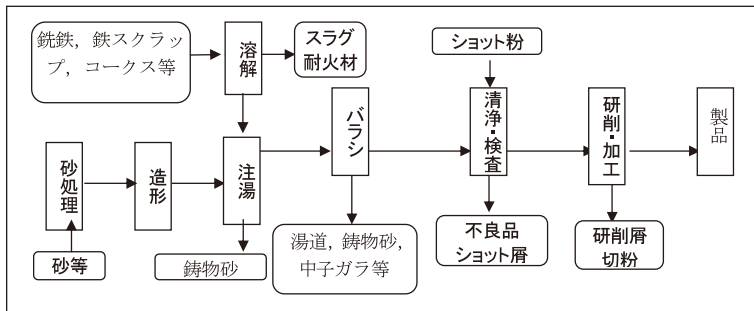 銑鉄，鉄スクラッ
プ，コークス等
溶解
スラグ
耐火材
ショット粉
砂処理
造形
注湯
バラシ
清浄・検査
研削・加工
製品
砂等
鋳物砂
湯道，鋳物砂，
中子ガラ等
不良品
ショット屑
研削屑
切粉